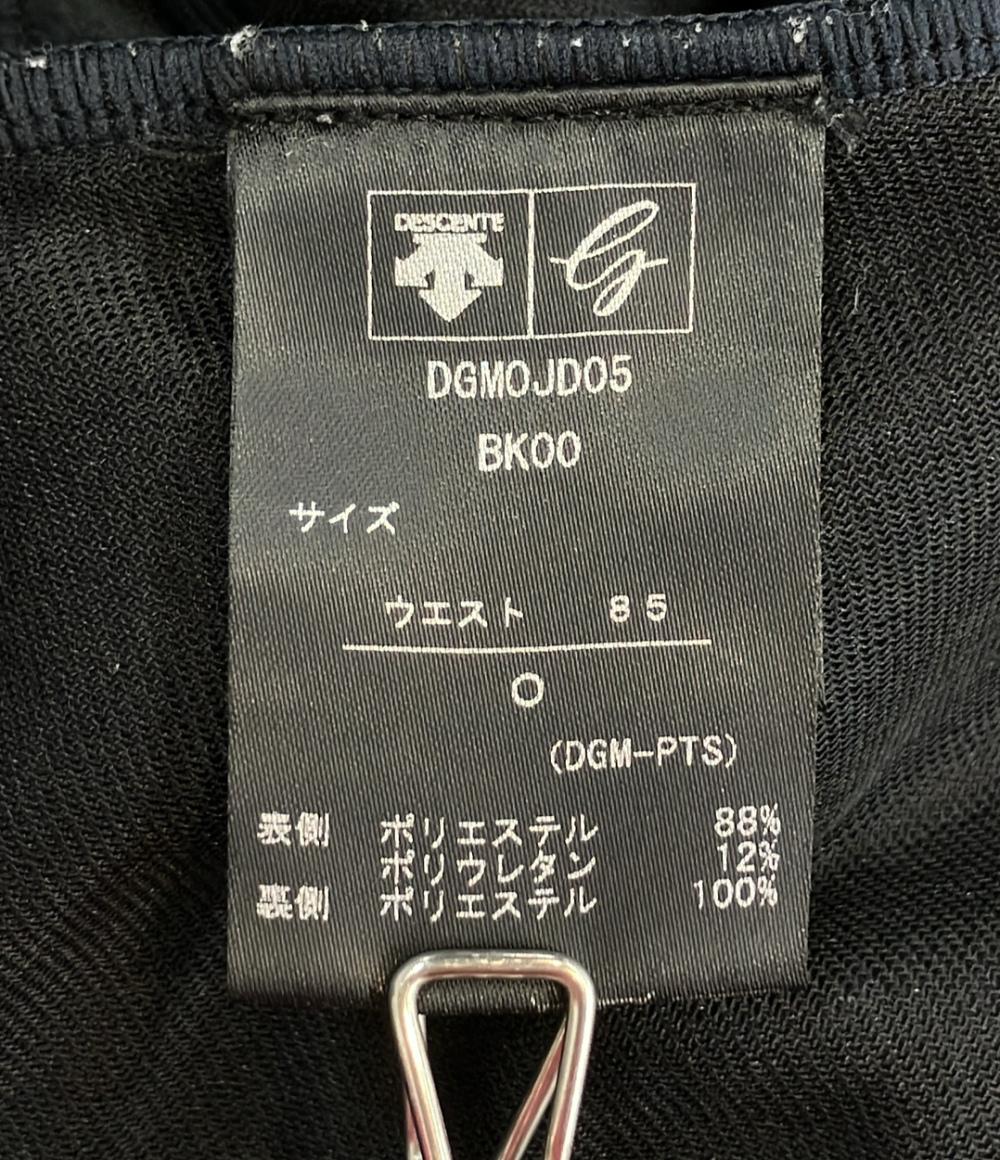 DESCENTE
G
DGMOJD05
BK00
サイズ
ウエスト 85
O
(DGM-PTS)
表側 ポリエステル 88%
ポリウレタン 12%
裏側 ポリエステル 100%